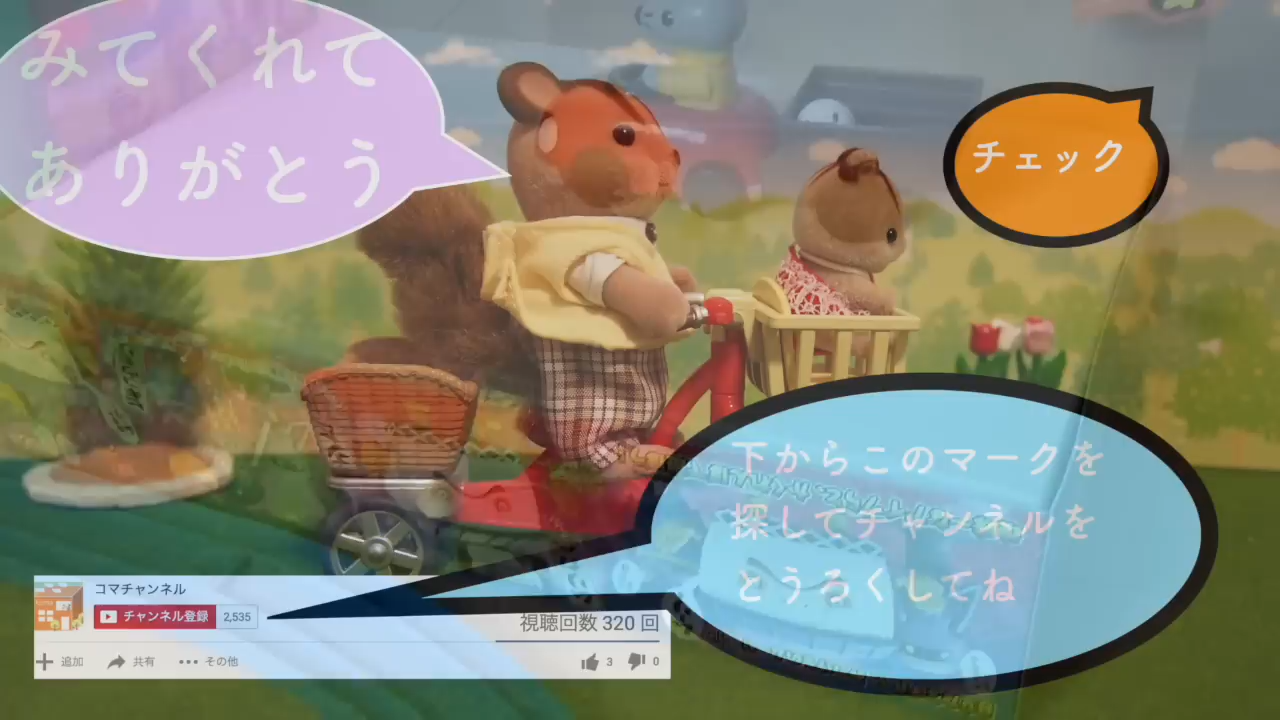 みてくれて
ありがとう
チェック
下からこのマークを
探してチャンネルを
とうろくしてね
コマチャンネル
チャンネル登録 2,535
視聴回数 320 回
追加 共有 その他 3 0